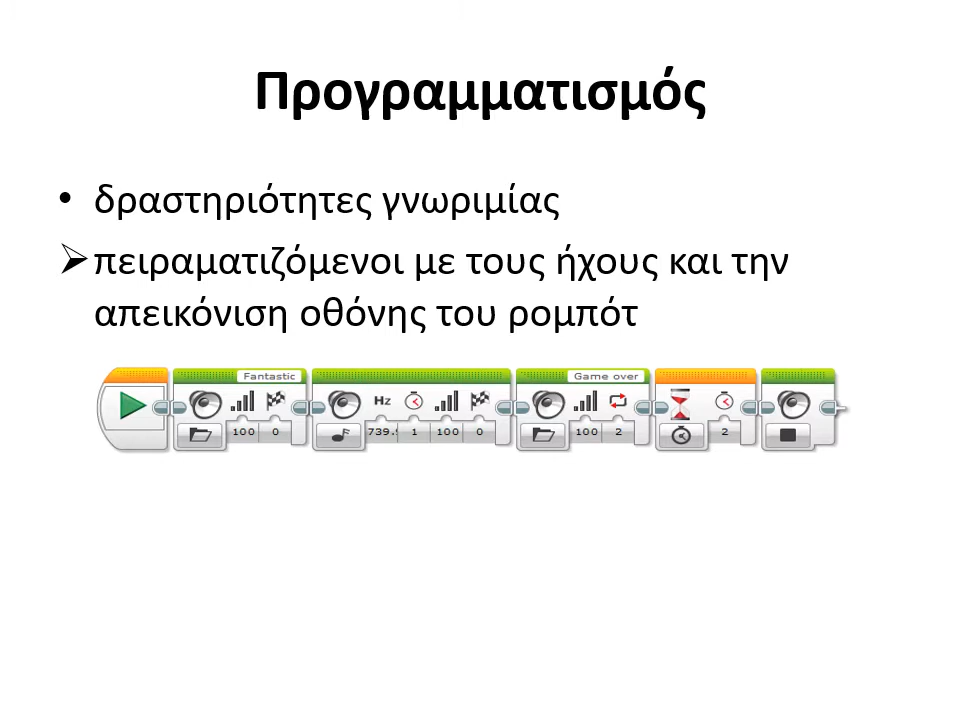 Προγραμματισμός
• δραστηριότητες γνωριμίας
➢ πειραματιζόμενοι με τους ήχους και την
απεικόνιση οθόνης του ρομπότ
Fantastic Game over
Hz
100 0 739. 1 100 0 100 2 2